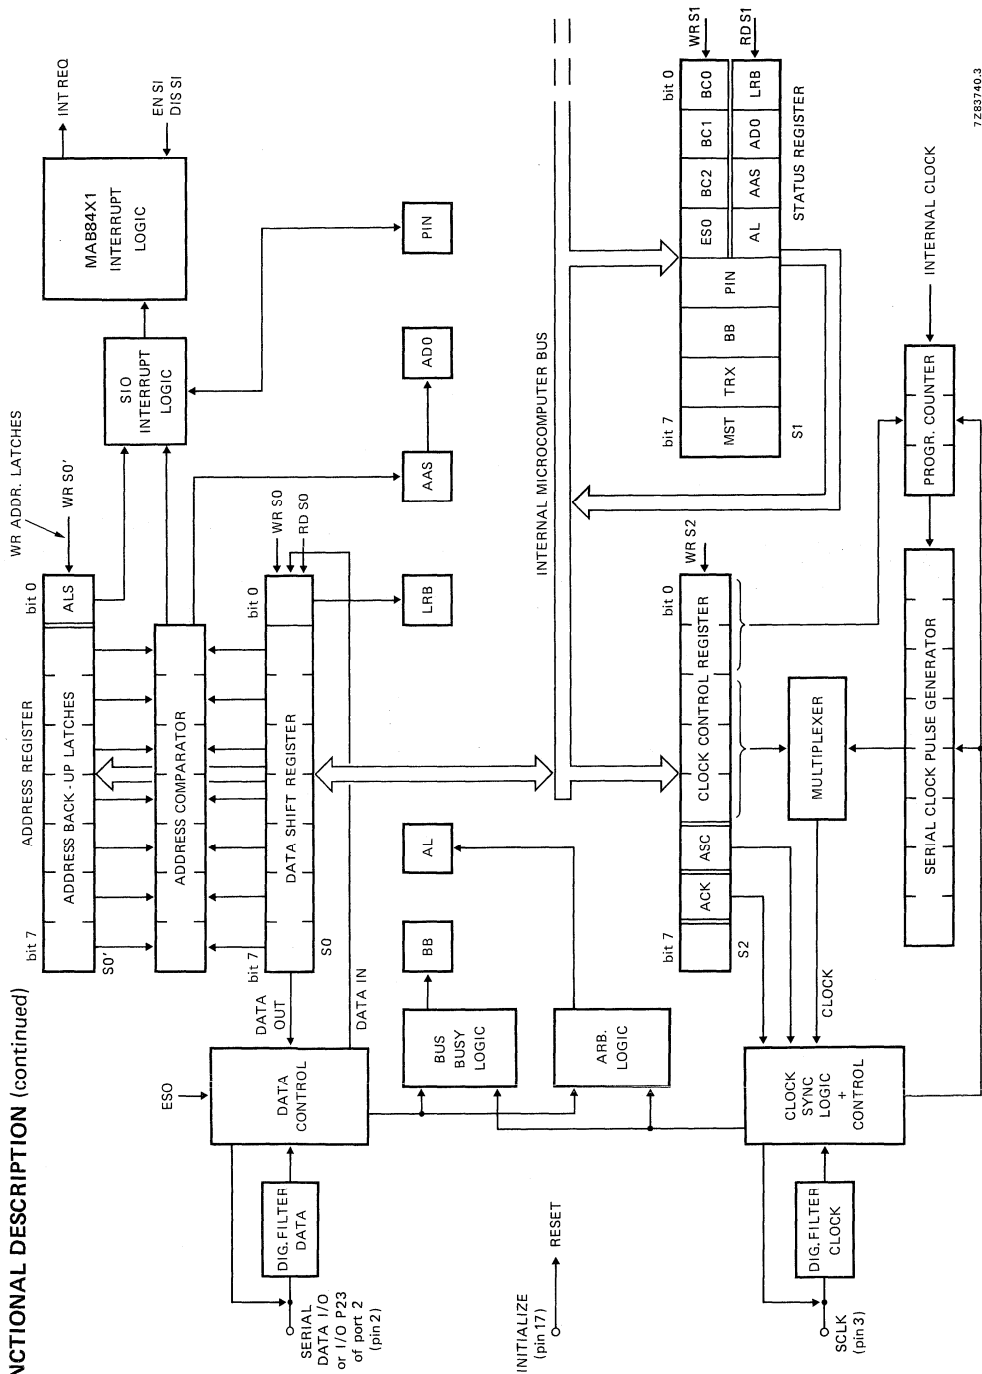 NCTIONAL DESCRIPTION (continued)
WR ADDR. LATCHES
WR S0'
ADDRESS REGISTER
bit 7
bit 0
ADDRESS BACK-UP LATCHES
ALS
S0'
ADDRESS COMPARATOR
bit 7
bit 0
DATA SHIFT REGISTER
S0
WR S0
RD S0
SIO
INTERRUPT
LOGIC
MAB84X1
INTERRUPT
LOGIC
INT REQ
EN SI
DIS SI
ESO
DATA
CONTROL
DATA
OUT
DATA IN
DIG. FILTER
DATA
SERIAL
DATA I/O
or I/O P23
of port 2
(pin 2)
BUS
BUSY
LOGIC
BB
AL
LRB
AAS
AD0
PIN
ARB.
LOGIC
INITIALIZE
(pin 17)
RESET
INTERNAL MICROCOMPUTER BUS
bit 7
bit 0
ACK
ASC
CLOCK CONTROL REGISTER
S2
WR S2
bit 7
bit 0
MST
TRX
BB
PIN
ESO
BC2
BC1
BC0
AL
AAS
AD0
LRB
WR S1
RD S1
S1
STATUS REGISTER
CLOCK
SYNC
LOGIC
+
CONTROL
CLOCK
MULTIPLEXER
DIG. FILTER
CLOCK
SCLK
(pin 3)
SERIAL CLOCK PULSE GENERATOR
PROGR. COUNTER
INTERNAL CLOCK
7Z83740.3